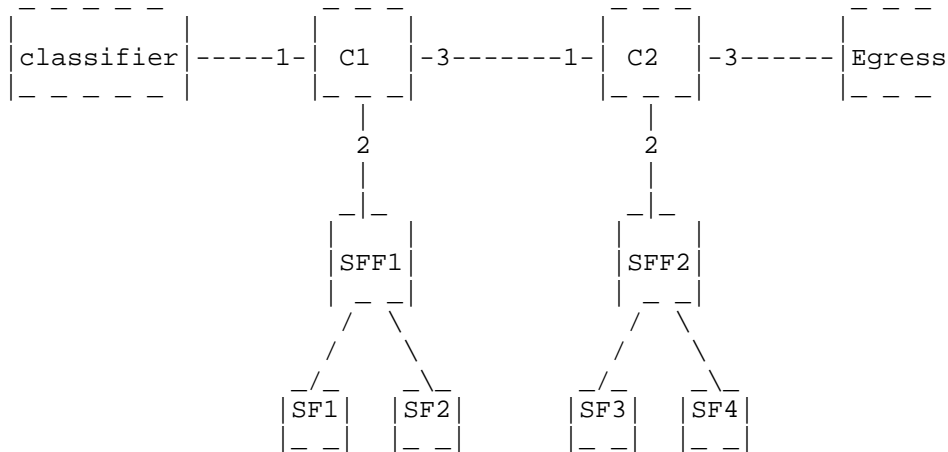 classifier -----1- C1 -3-------1- C2 -3------ Egress
2 2
SFF1 SFF2
SF1 SF2 SF3 SF4